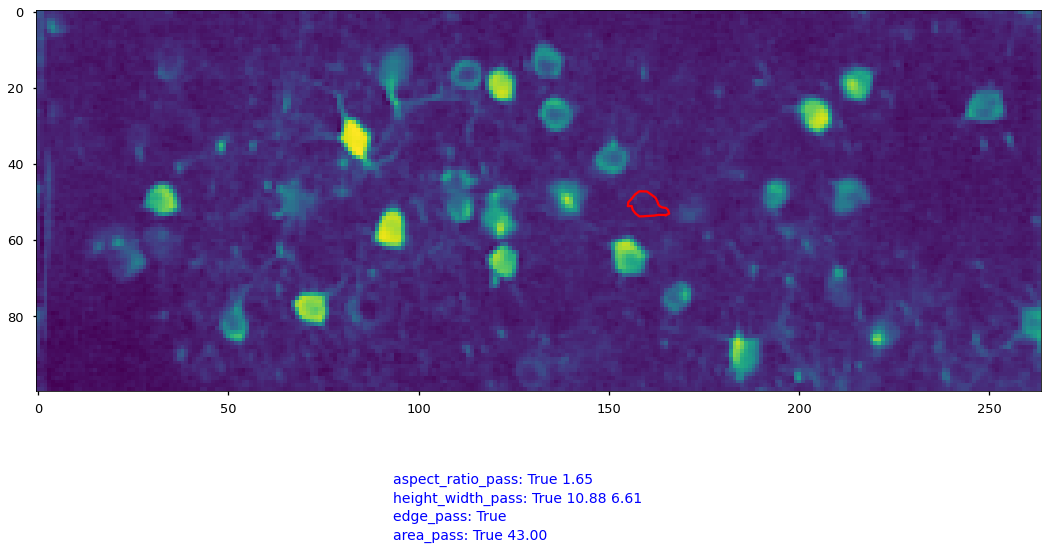 0
20
40
60
80
0
50
100
150
200
250
aspect_ratio_pass: True 1.65
height_width_pass: True 10.88 6.61
edge_pass: True
area_pass: True 43.00